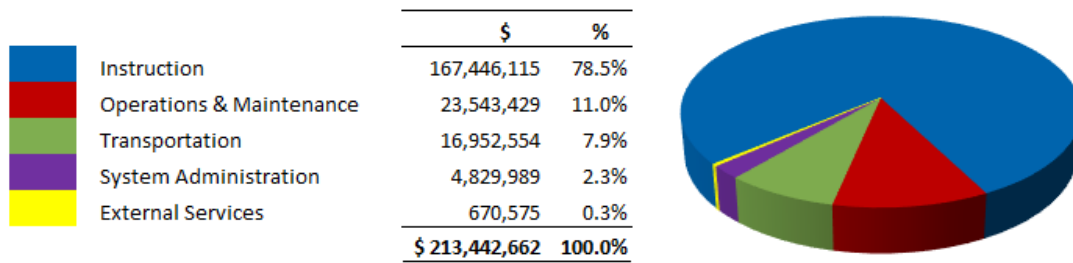 $ %
Instruction 167,446,115 78.5%
Operations & Maintenance 23,543,429 11.0%
Transportation 16,952,554 7.9%
System Administration 4,829,989 2.3%
External Services 670,575 0.3%
$ 213,442,662 100.0%